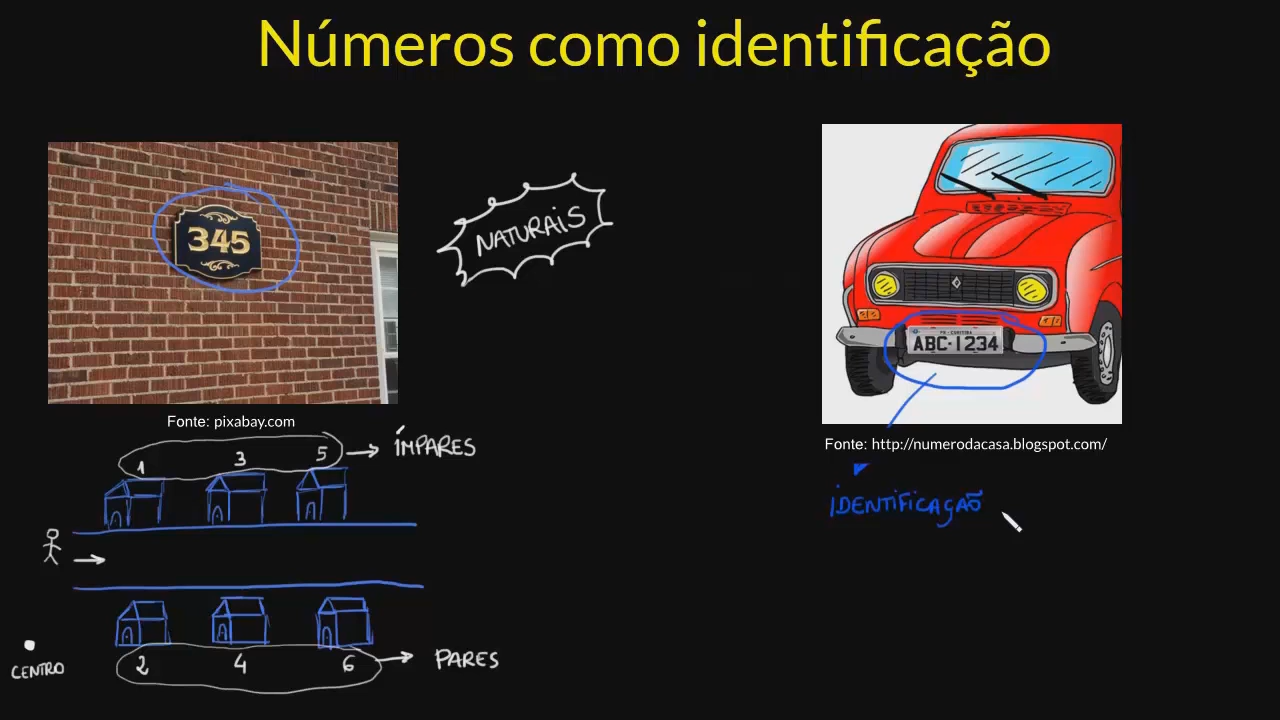 Números como identificação
345
NATURAIS
ABC·1234
Fonte: pixabay.com
Fonte: http://numerodacasa.blogspot.com/
1 3 5 → ÍMPARES
IDENTIFICAÇÃO
CENTRO
2 4 6 → PARES